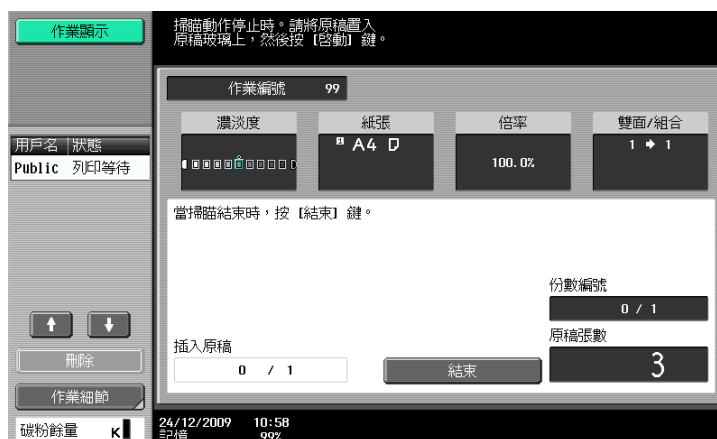 作業顯示
掃瞄動作停止時。請將原稿置入
原稿玻璃上，然後按【啓動】鍵。
作業編號 99
濃淡度 紙張 倍率 雙面/組合
用戶名 狀態
Public 列印等待
1 A4
100.0%
1 ➜ 1
當掃瞄結束時，按【結束】鍵。
份數編號
0 / 1
原稿張數
3
插入原稿
0 / 1
結束
刪除
作業細節
碳粉餘量 K
24/12/2009 10:58
記憶 99%